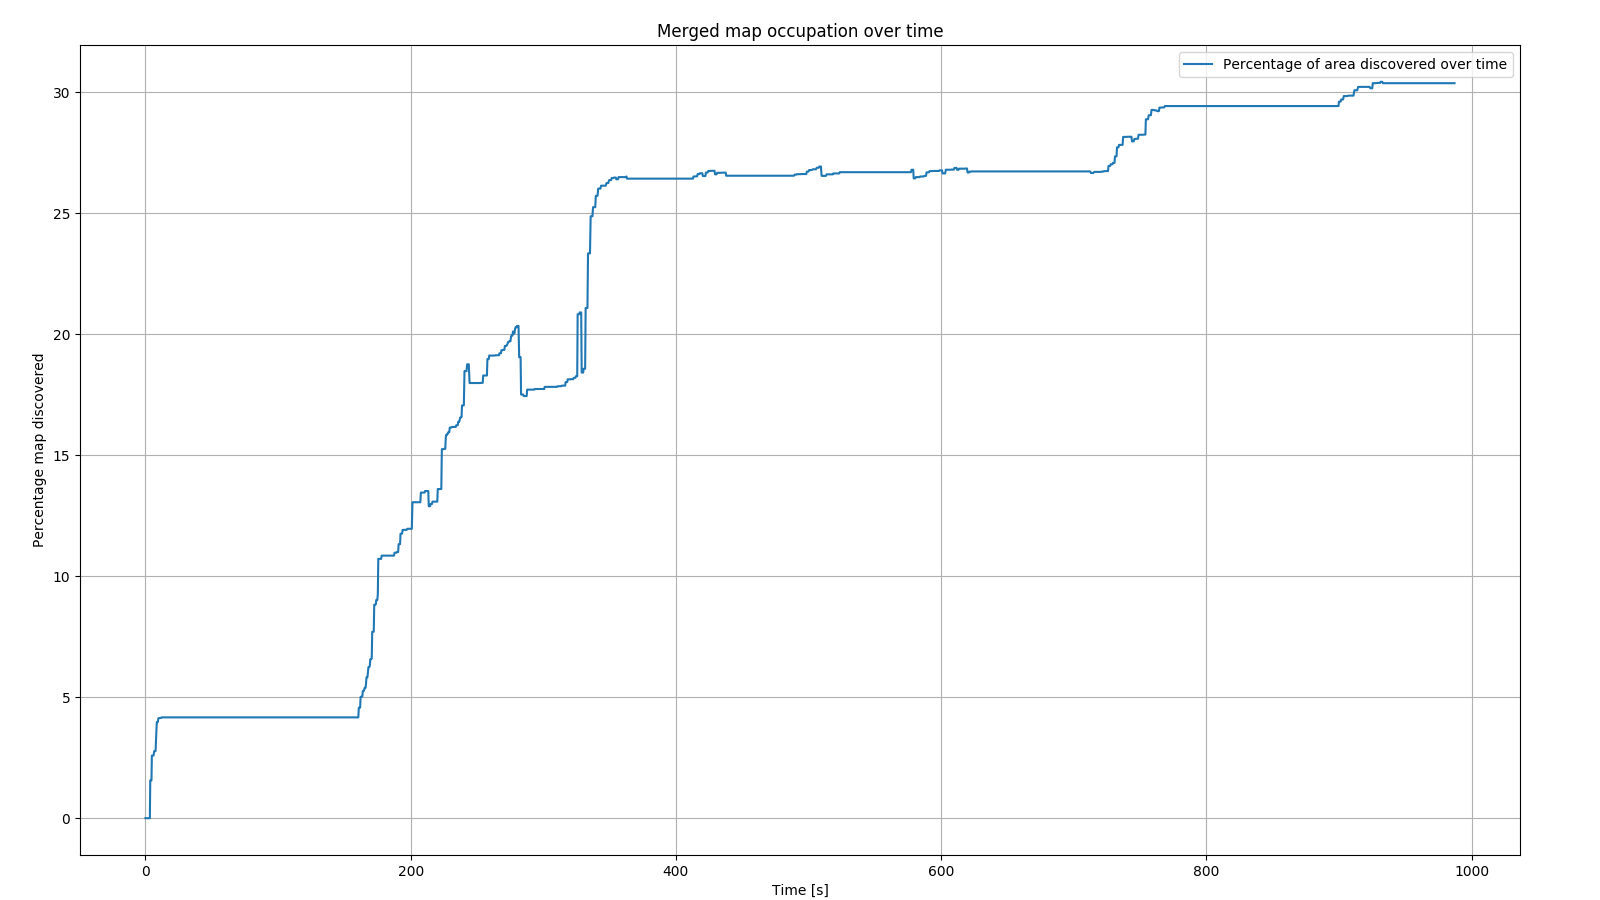 Merged map occupation over time
Percentage of area discovered over time
Percentage map discovered
30
25
20
15
10
5
0
0 200 400 600 800 1000
Time [s]